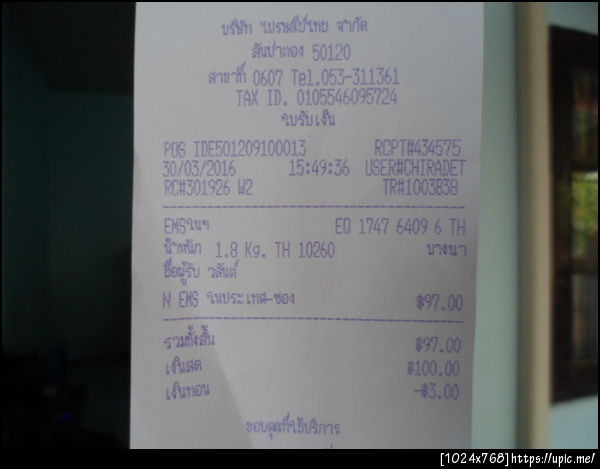 บริษัท ไปรษณีย์ไทย จำกัด
สันป่าตอง 50120
สาขาที่ 0607 Tel.053-311361
TAX ID. 0105546095724
ใบรับเงิน
POS IDE501209100013 RCPT#434575
30/03/2016 15:49:36 USER#CHIRADET
RC#301926 W2 TR#1003838
EMSในฯ EQ 1747 6409 6 TH
น้ำหนัก 1.8 Kg. TH 10260 บางนา
ชื่อผู้รับ วสันต์
N EMS ในประเทศ-ซอง ฿97.00
รวมทั้งสิ้น ฿97.00
เงินสด ฿100.00
เงินทอน -฿3.00
ขอบคุณที่ใช้บริการ
[1024x768]https://upic.me/